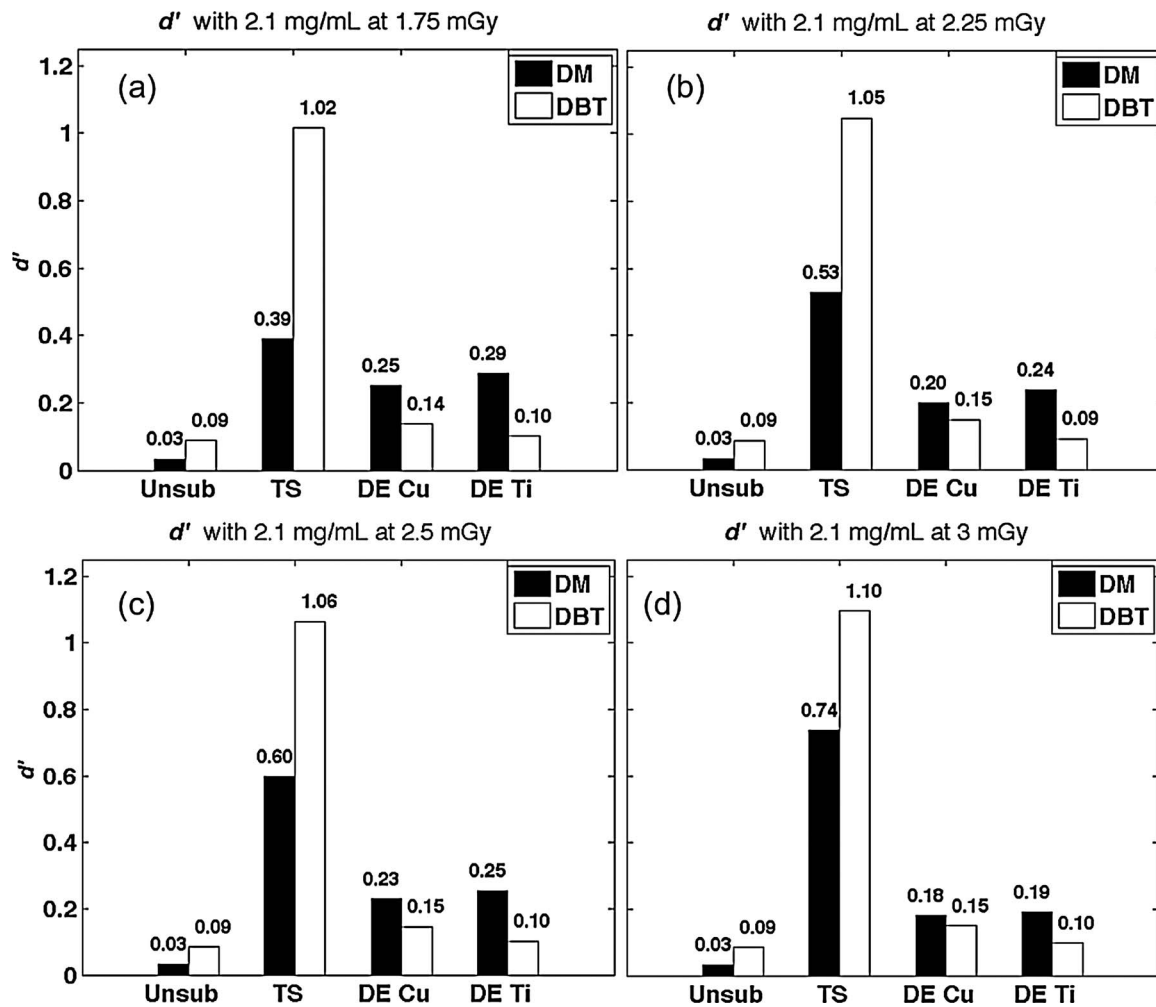 d' with 2.1 mg/mL at 1.75 mGy
(a)
DM
DBT
1.2
1
0.8
0.6
0.4
0.2
0
d'
0.03 0.09
0.39 1.02
0.25 0.14
0.29 0.10
Unsub TS DE Cu DE Ti
d' with 2.1 mg/mL at 2.25 mGy
(b)
DM
DBT
0.03 0.09
0.53 1.05
0.20 0.15
0.24 0.09
Unsub TS DE Cu DE Ti
d' with 2.1 mg/mL at 2.5 mGy
(c)
DM
DBT
1.2
1
0.8
0.6
0.4
0.2
0
d'
0.03 0.09
0.60 1.06
0.23 0.15
0.25 0.10
Unsub TS DE Cu DE Ti
d' with 2.1 mg/mL at 3 mGy
(d)
DM
DBT
0.03 0.09
0.74 1.10
0.18 0.15
0.19 0.10
Unsub TS DE Cu DE Ti